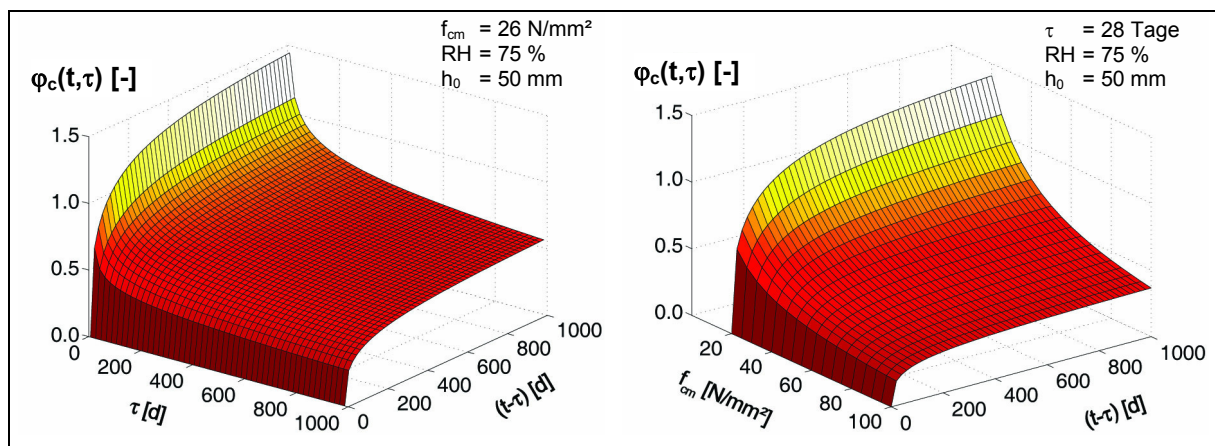 f_cm = 26 N/mm²
RH = 75 %
h₀ = 50 mm
φ_c(t,τ) [-]
1.5
1.0
0.5
0.0
0
200
400
600
800
1000
τ [d]
0
200
400
600
800
1000
(t-τ) [d]
τ = 28 Tage
RH = 75 %
h₀ = 50 mm
φ_c(t,τ) [-]
1.5
1.0
0.5
0.0
20
40
60
80
100
f_cm [N/mm²]
0
200
400
600
800
1000
(t-τ) [d]